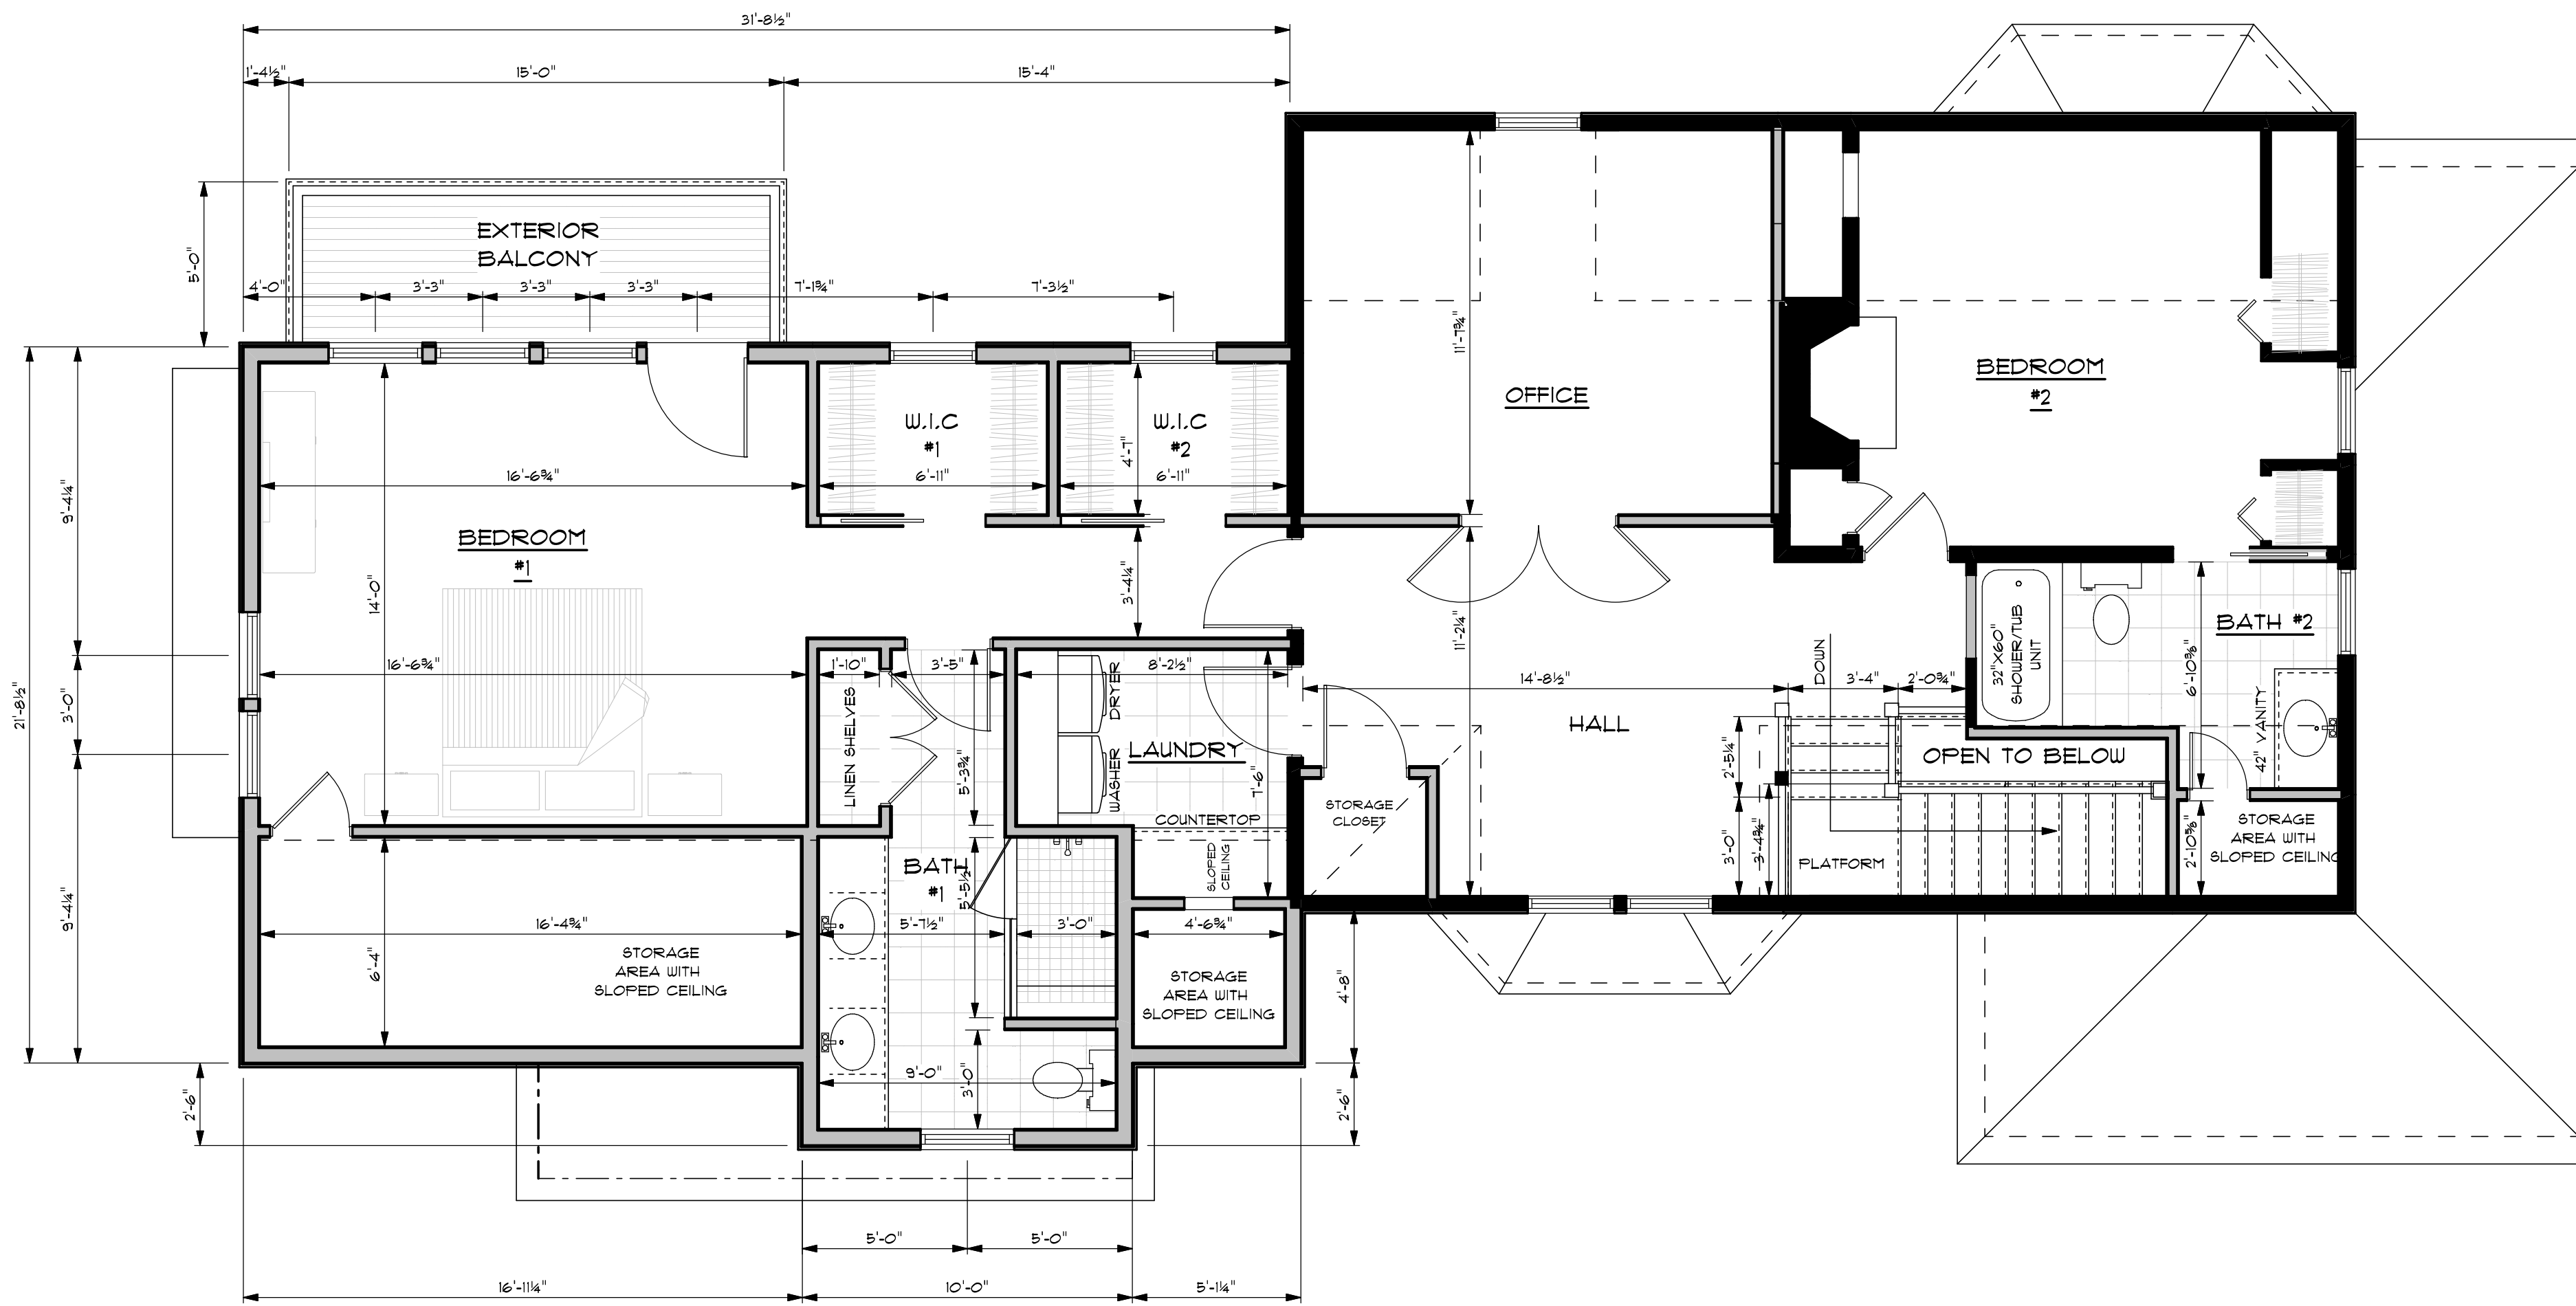 31'-8½"
1'-4½"
15'-0"
15'-4"
5'-0"
EXTERIOR
BALCONY
4'-0"
3'-3"
3'-3"
3'-3"
7'-1¾"
7'-3½"
21'-8½"
9'-4¼"
3'-0"
9'-4¼"
2'-6"
16'-6¾"
BEDROOM
#1
14'-0"
16'-6¾"
W.I.C
#1
6'-11"
W.I.C
#2
4'-7"
6'-11"
3'-4¼"
11'-7¾"
OFFICE
BEDROOM
#2
11'-2¼"
1'-10"
3'-5"
8'-2½"
LINEN SHELVES
5'-3¾"
DRYER
WASHER
LAUNDRY
7'-6"
COUNTERTOP
SLOPED
CEILING
14'-8½"
HALL
STORAGE
CLOSET
DOWN
3'-4"
2'-0¾"
2'-5¼"
3'-0"
3'-4¾"
OPEN TO BELOW
PLATFORM
32"X60"
SHOWER/TUB
UNIT
BATH #2
6'-10⅜"
42" VANITY
2'-10⅜"
STORAGE
AREA WITH
SLOPED CEILING
BATH
#1
5'-5½"
5'-7½"
3'-0"
4'-6¾"
STORAGE
AREA WITH
SLOPED CEILING
16'-4¾"
6'-4"
STORAGE
AREA WITH
SLOPED CEILING
9'-0"
3'-0"
4'-8"
2'-6"
5'-0"
5'-0"
16'-11¼"
10'-0"
5'-1¼"